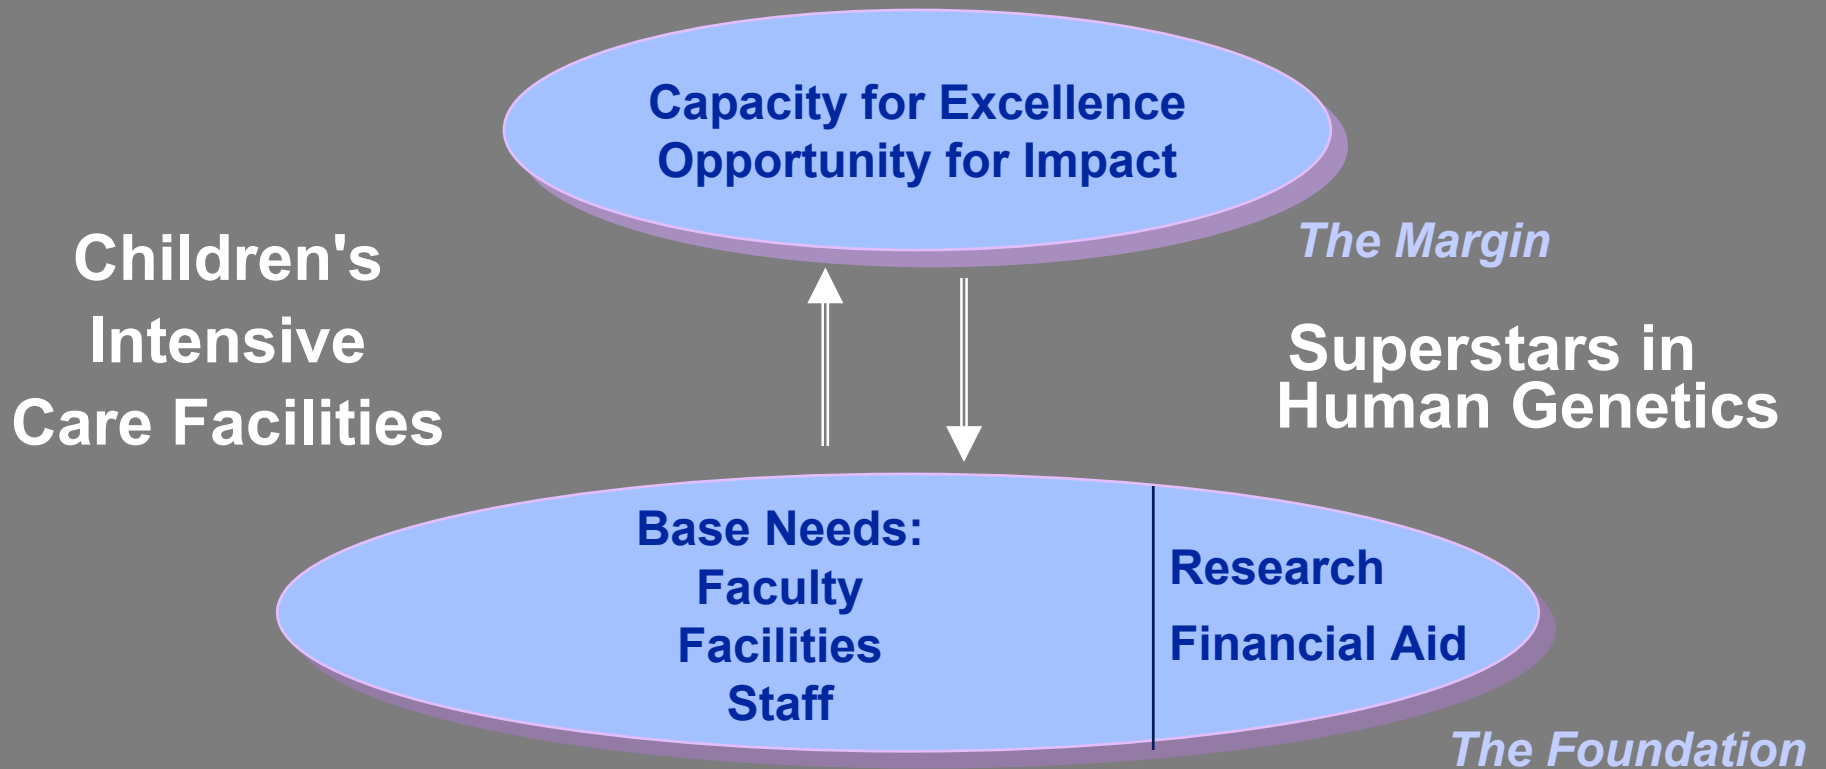 Capacity for Excellence
Opportunity for Impact
The Margin
Children's
Intensive
Care Facilities
Superstars in
Human Genetics
Base Needs:
Faculty
Facilities
Staff
Research
Financial Aid
The Foundation